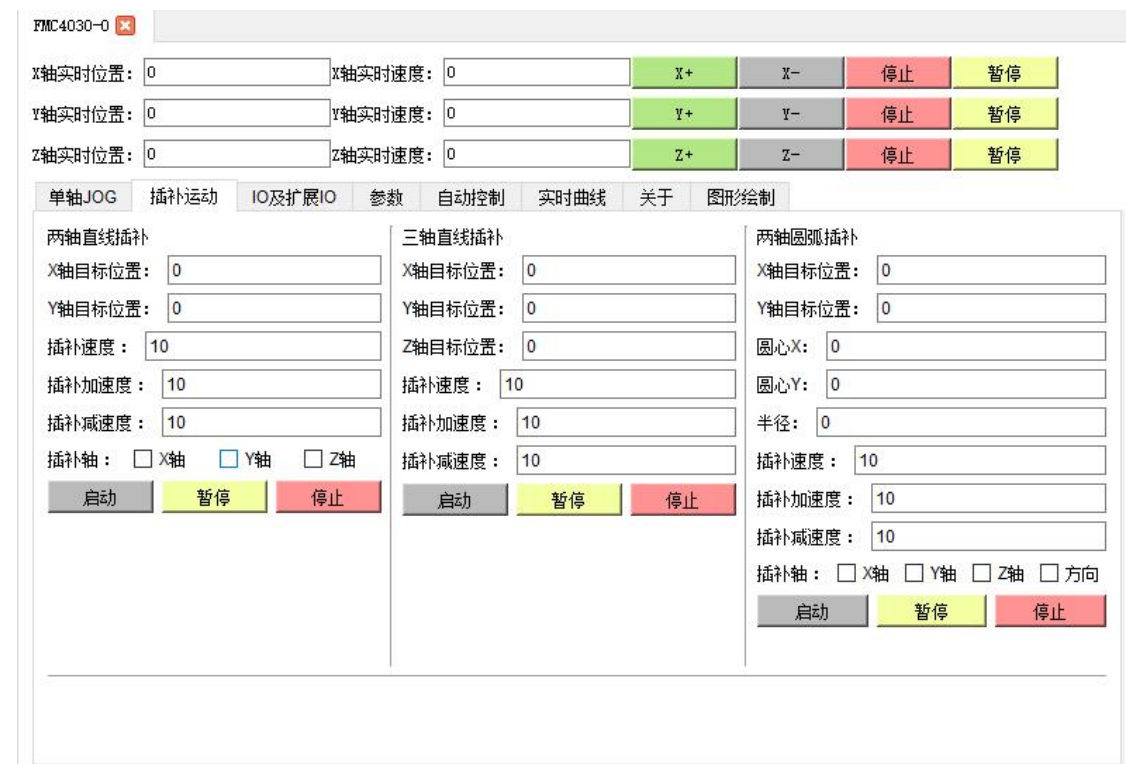 FMC4030-0
X轴实时位置: 0 X轴实时速度: 0 X+ X- 停止 暂停
Y轴实时位置: 0 Y轴实时速度: 0 Y+ Y- 停止 暂停
Z轴实时位置: 0 Z轴实时速度: 0 Z+ Z- 停止 暂停
单轴JOG 插补运动 IO及扩展IO 参数 自动控制 实时曲线 关于 图形绘制
两轴直线插补
X轴目标位置: 0
Y轴目标位置: 0
插补速度: 10
插补加速度: 10
插补减速度: 10
插补轴: X轴 Y轴 Z轴
启动 暂停 停止
三轴直线插补
X轴目标位置: 0
Y轴目标位置: 0
Z轴目标位置: 0
插补速度: 10
插补加速度: 10
插补减速度: 10
启动 暂停 停止
两轴圆弧插补
X轴目标位置: 0
Y轴目标位置: 0
圆心X: 0
圆心Y: 0
半径: 0
插补速度: 10
插补加速度: 10
插补减速度: 10
插补轴: X轴 Y轴 Z轴 方向
启动 暂停 停止